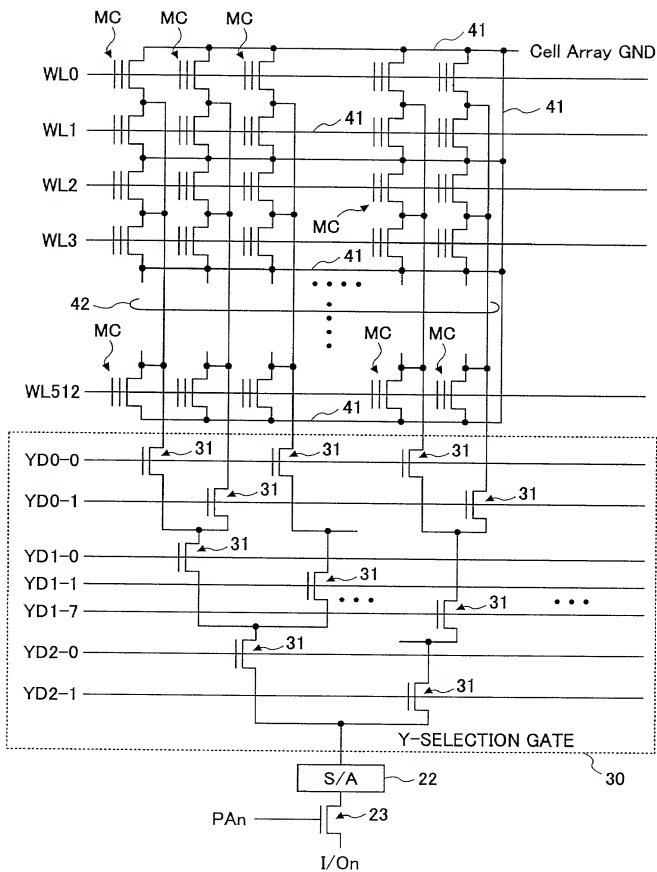 MC MC MC 41
Cell Array GND
WL0
41
WL1 41
WL2
MC
WL3
41
42
MC MC MC
WL512
41
YD0-0 31 31 31
YD0-1 31 31
YD1-0 31
YD1-1 31
YD1-7 31
YD2-0 31
YD2-1 31
Y-SELECTION GATE
30
S/A 22
PAn 23
I/On